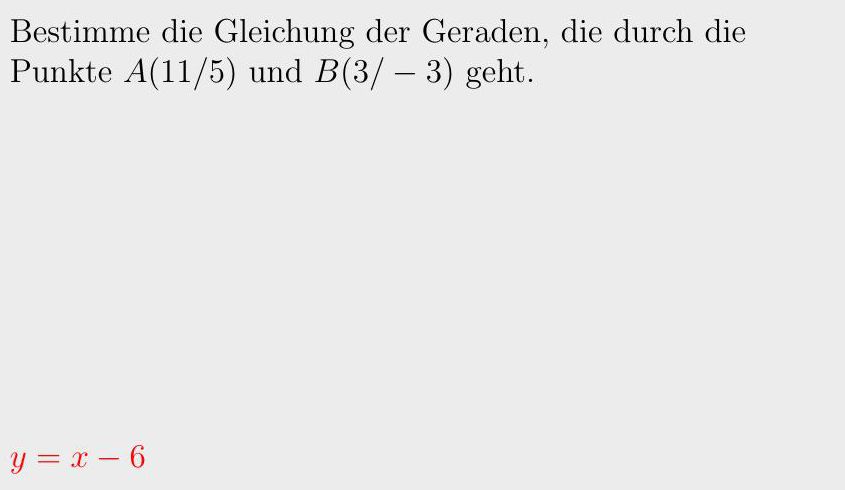 Bestimme die Gleichung der Geraden, die durch die
Punkte A(11/5) und B(3/ − 3) geht.
y = x − 6